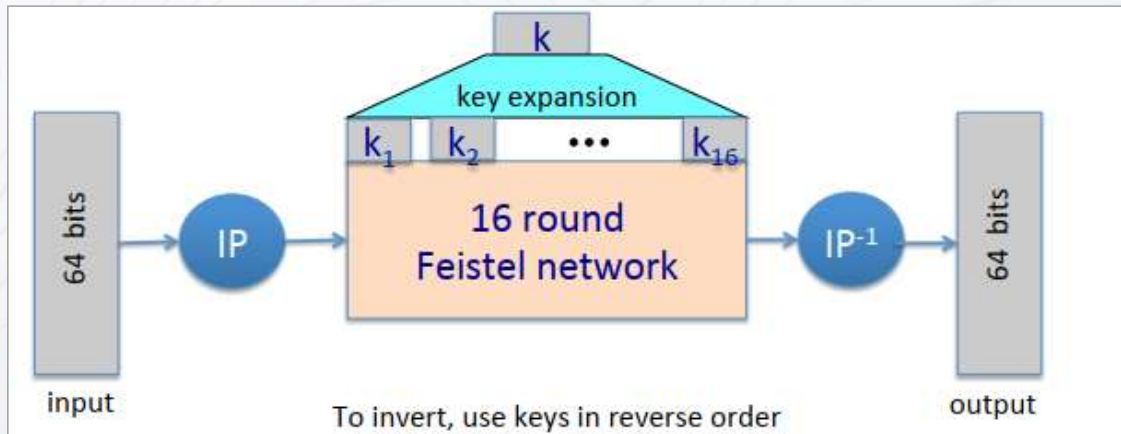 k
key expansion
k₁ k₂ ••• k₁₆
64 bits
IP
16 round
Feistel network
IP⁻¹
64 bits
input
To invert, use keys in reverse order
output